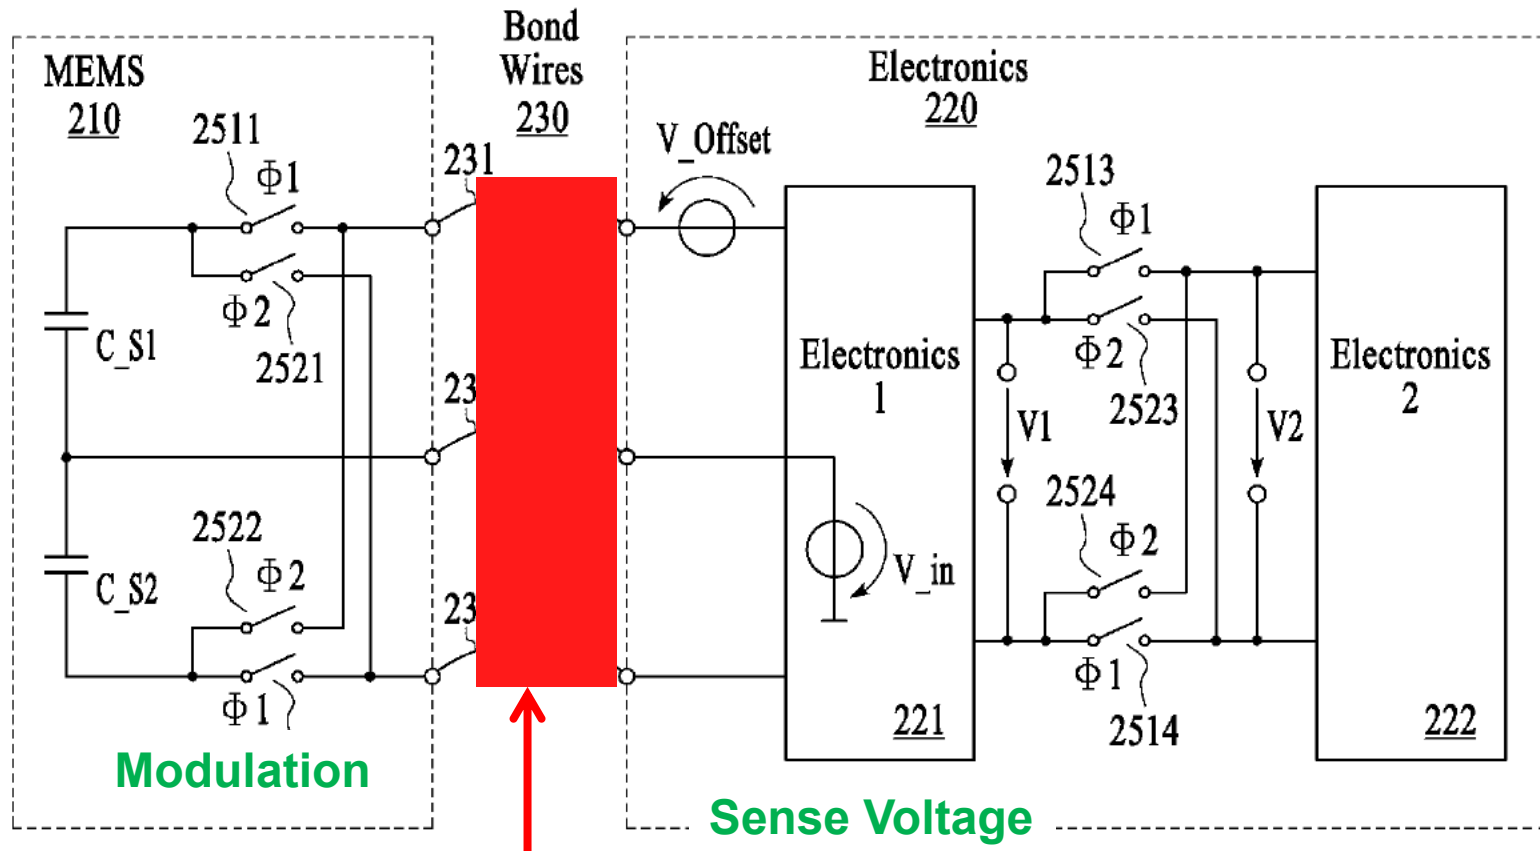 Bond
Wires
230
MEMS
210
Electronics
220
2511
Φ1
231
V_Offset
2513
Φ1
Φ2
2521
C_S1
Electronics
1
Φ2
2523
Electronics
2
23
V1
V2
2522
Φ2
C_S2
2524
Φ2
V_in
23
Φ1
Φ1
2514
221
222
Modulation
Sense Voltage